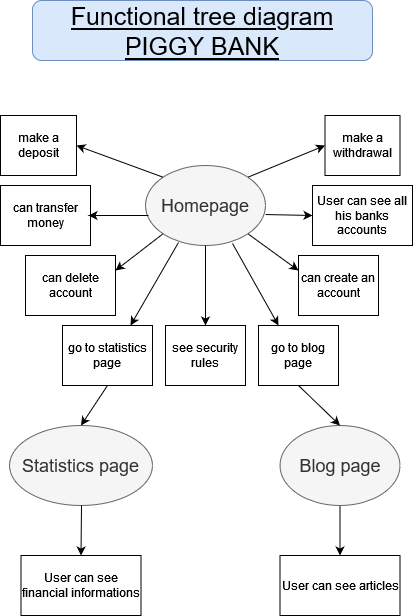 Functional tree diagram
PIGGY BANK
make a
deposit
make a
withdrawal
Homepage
can transfer
money
User can see all
his banks
accounts
can delete
account
can create an
account
go to statistics
page
see security
rules
go to blog
page
Statistics page
Blog page
User can see
financial informations
User can see articles